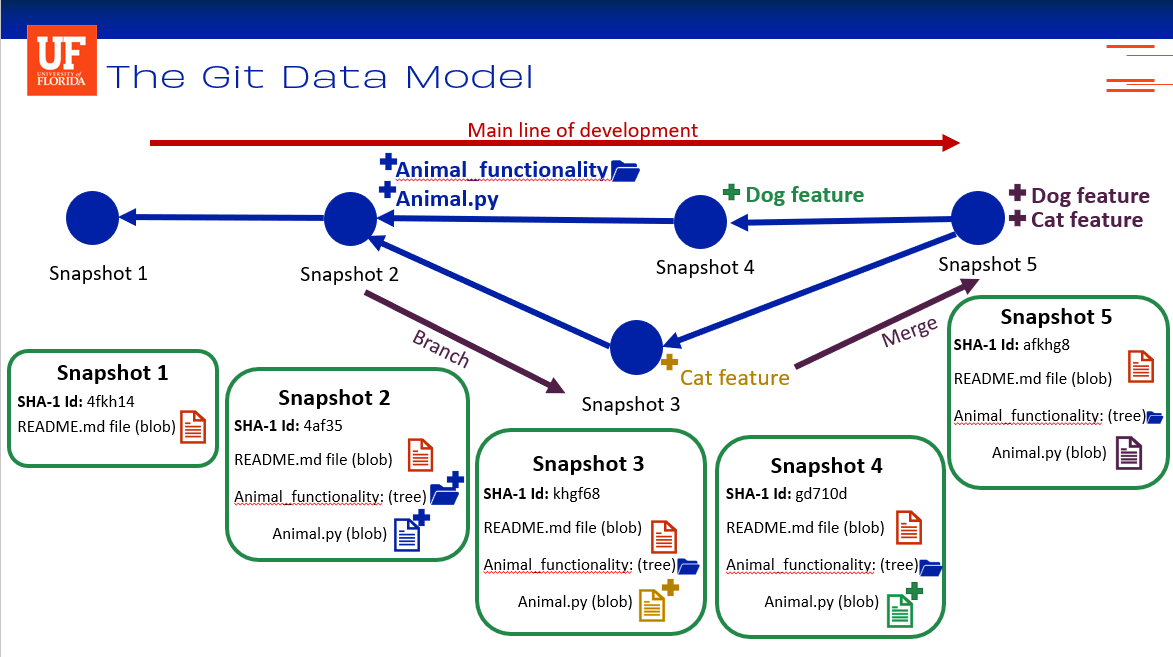 UF
UNIVERSITY of
FLORIDA
The Git Data Model
Main line of development
Animal_functionality
Animal.py
Dog feature
Dog feature
Cat feature
Snapshot 1
Snapshot 2
Snapshot 4
Snapshot 5
Branch
Merge
Cat feature
Snapshot 3
Snapshot 1
SHA-1 Id: 4fkh14
README.md file (blob)
Snapshot 2
SHA-1 Id: 4af35
README.md file (blob)
Animal_functionality: (tree)
Animal.py (blob)
Snapshot 3
SHA-1 Id: khgf68
README.md file (blob)
Animal_functionality: (tree)
Animal.py (blob)
Snapshot 4
SHA-1 Id: gd710d
README.md file (blob)
Animal_functionality: (tree)
Animal.py (blob)
Snapshot 5
SHA-1 Id: afkhg8
README.md file (blob)
Animal_functionality: (tree)
Animal.py (blob)